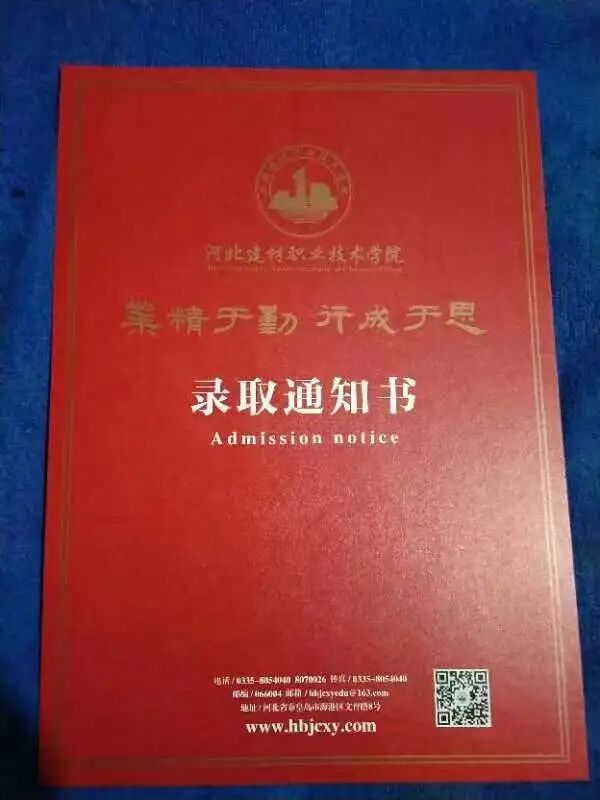 河北建材职业技术学院
業精于勤 行成于思
录取通知书
Admission notice
电话 / 0335-8054040 8070926 传真 / 0335-8054040
邮编 / 066004 邮箱 / hbjcxyedu@163.com
地址 / 河北省秦皇岛市海港区文育路8号
www.hbjcxy.com